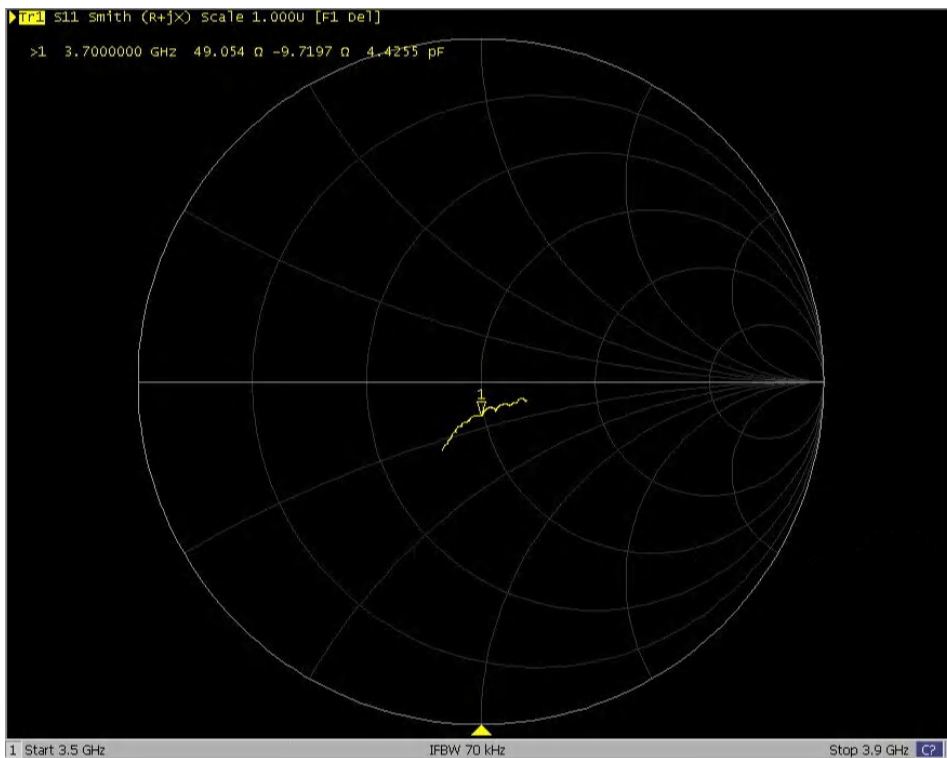 Tr1 S11 Smith (R+jX) Scale 1.000U [F1 Del]
>1 3.7000000 GHz 49.054 Ω -9.7197 Ω 4.4255 pF
1
1 Start 3.5 GHz IFBW 70 kHz Stop 3.9 GHz C?